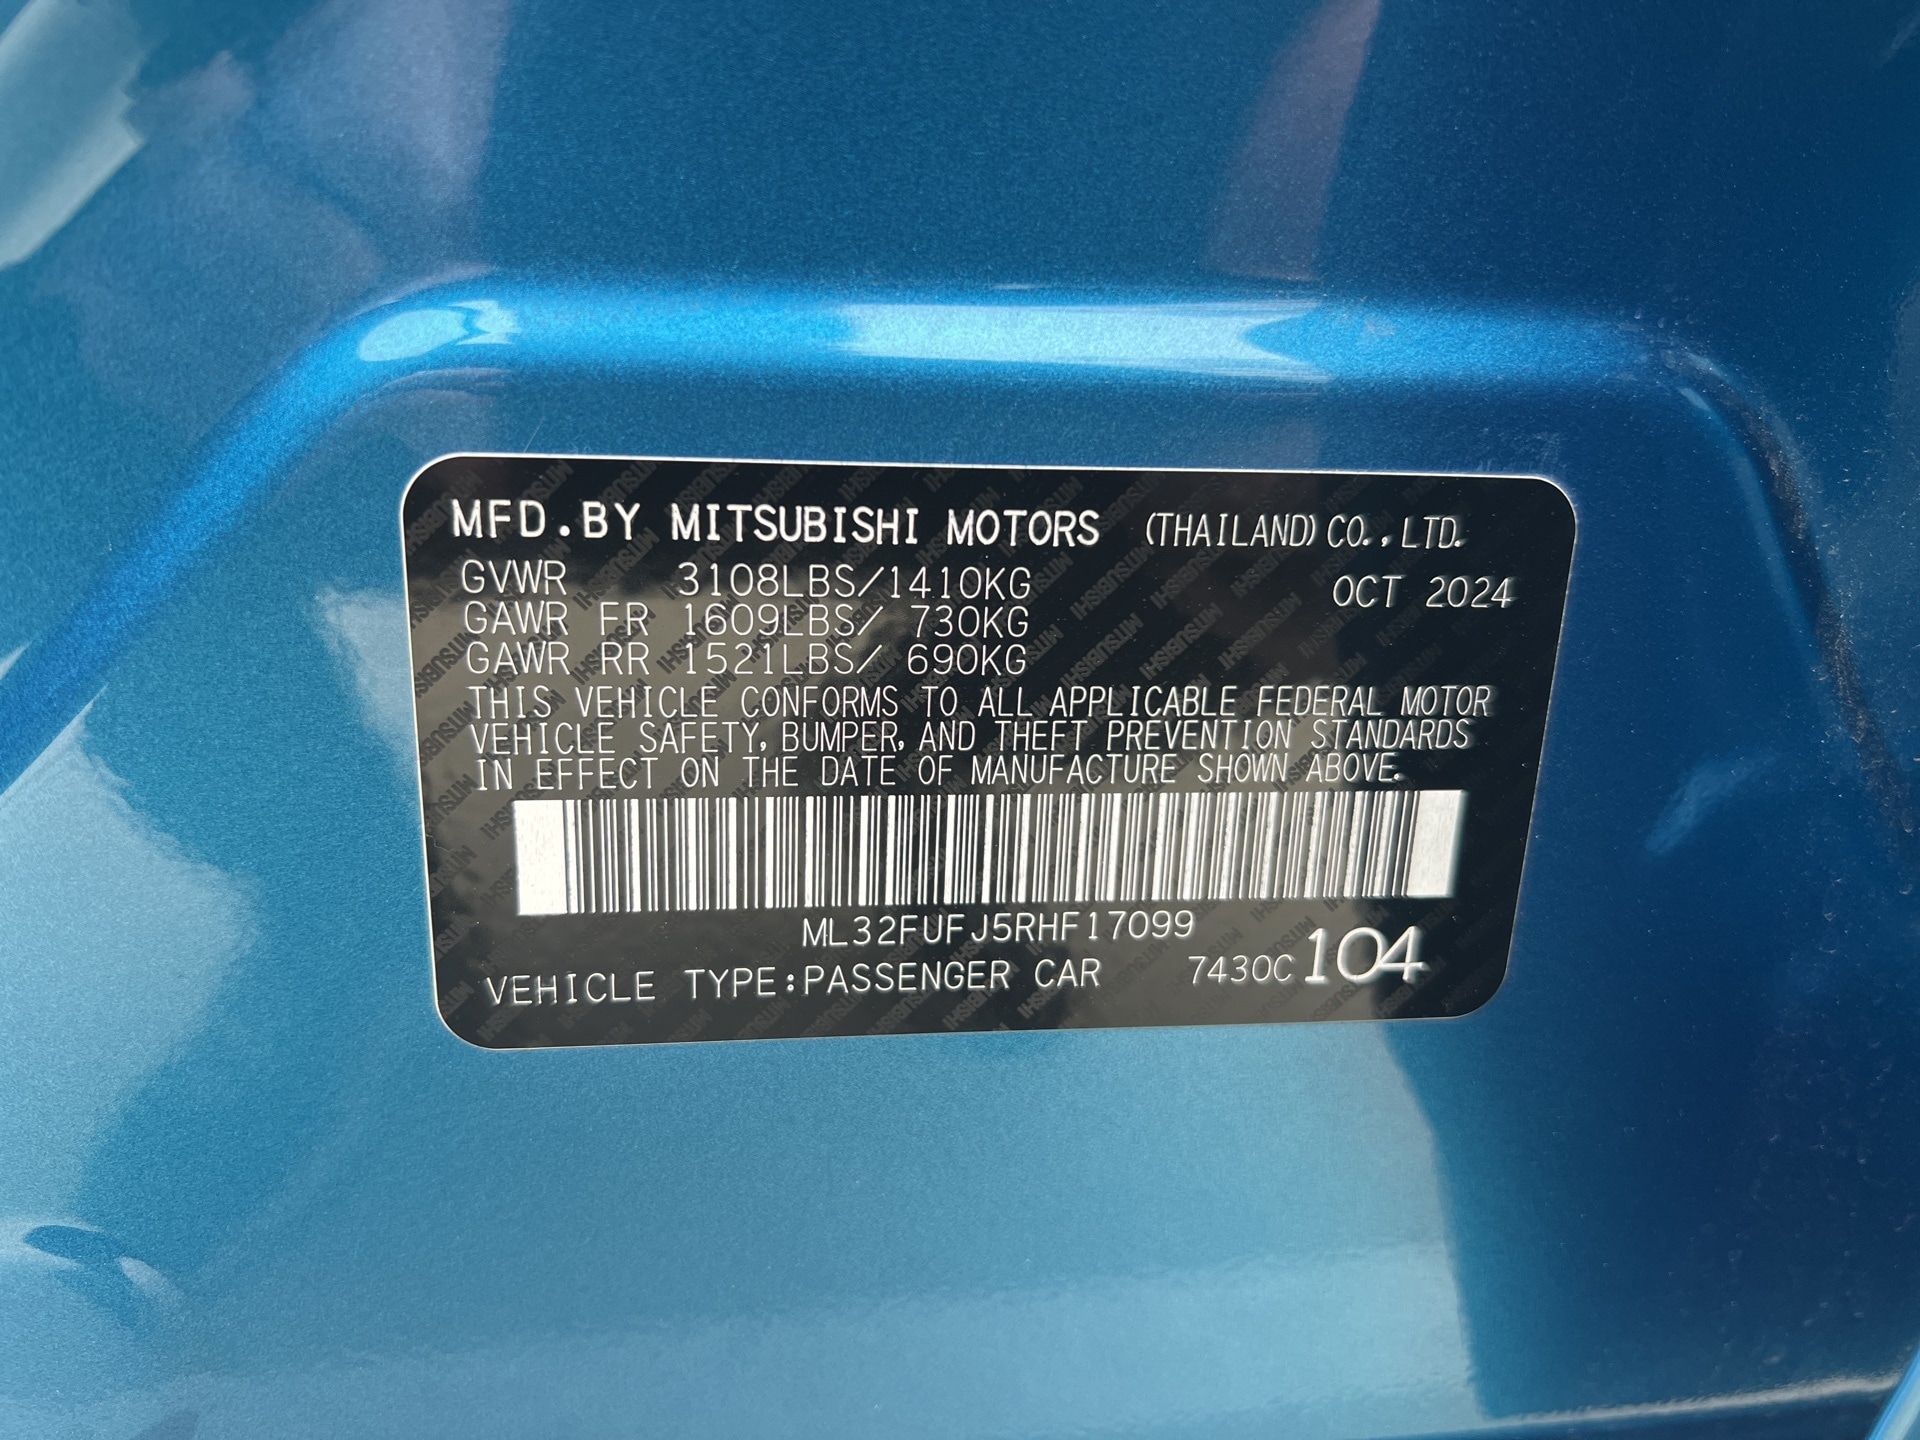 MFD.BY MITSUBISHI MOTORS (THAILAND) CO.,LTD.
GVWR 3108LBS/1410KG OCT 2024
GAWR FR 1609LBS/ 730KG
GAWR RR 1521LBS/ 690KG
THIS VEHICLE CONFORMS TO ALL APPLICABLE FEDERAL MOTOR
VEHICLE SAFETY, BUMPER, AND THEFT PREVENTION STANDARDS
IN EFFECT ON THE DATE OF MANUFACTURE SHOWN ABOVE.
ML32FUFJ5RHF17099
VEHICLE TYPE:PASSENGER CAR 7430C 104